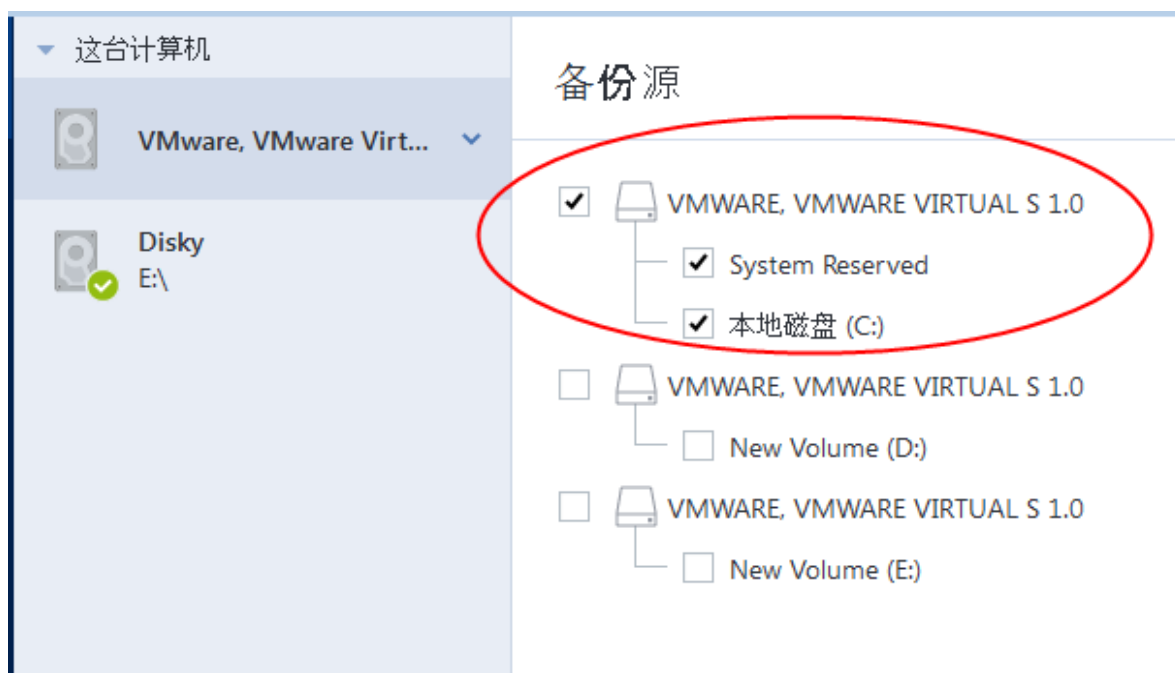 这台计算机
VMware, VMware Virt...
Disky
E:\
备份源
VMWARE, VMWARE VIRTUAL S 1.0
System Reserved
本地磁盘 (C:)
VMWARE, VMWARE VIRTUAL S 1.0
New Volume (D:)
VMWARE, VMWARE VIRTUAL S 1.0
New Volume (E:)